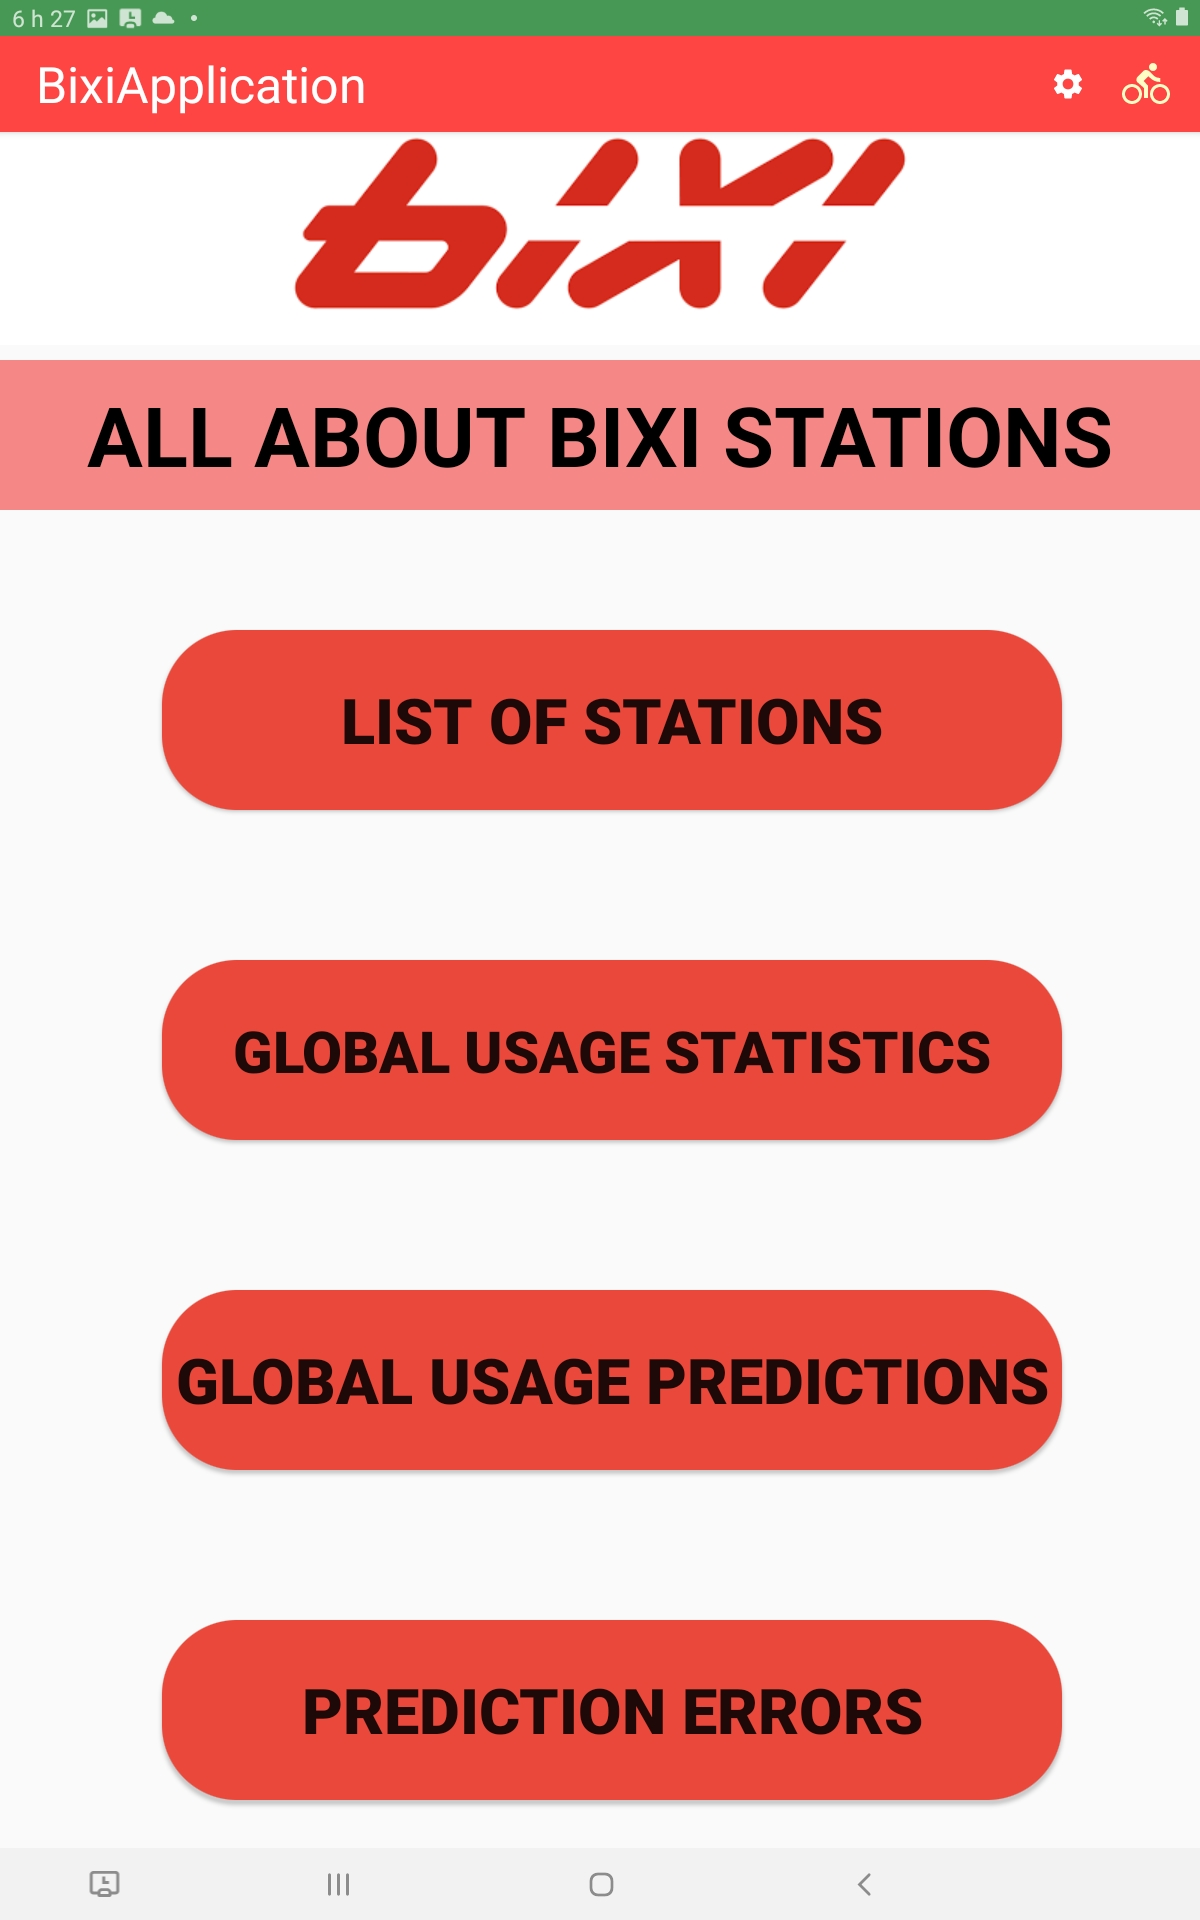 6 h 27
BixiApplication
bixi
ALL ABOUT BIXI STATIONS
LIST OF STATIONS
GLOBAL USAGE STATISTICS
GLOBAL USAGE PREDICTIONS
PREDICTION ERRORS